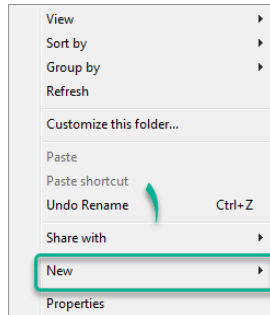 View
Sort by
Group by
Refresh
Customize this folder...
Paste
Paste shortcut
Undo Rename Ctrl+Z
Share with
New
Properties